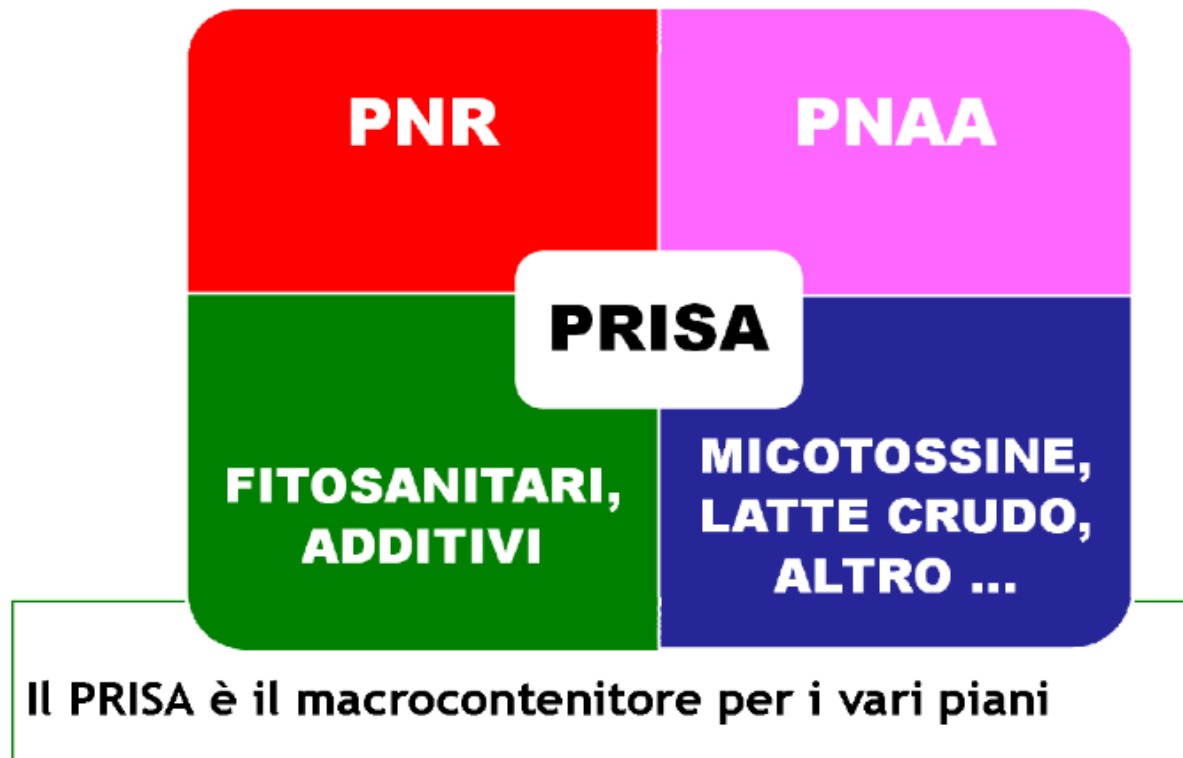 PNR
PNAA
PRISA
FITOSANITARI,
ADDITIVI
MICOTOSSINE,
LATTE CRUDO,
ALTRO ...
Il PRISA è il macrocontenitore per i vari piani